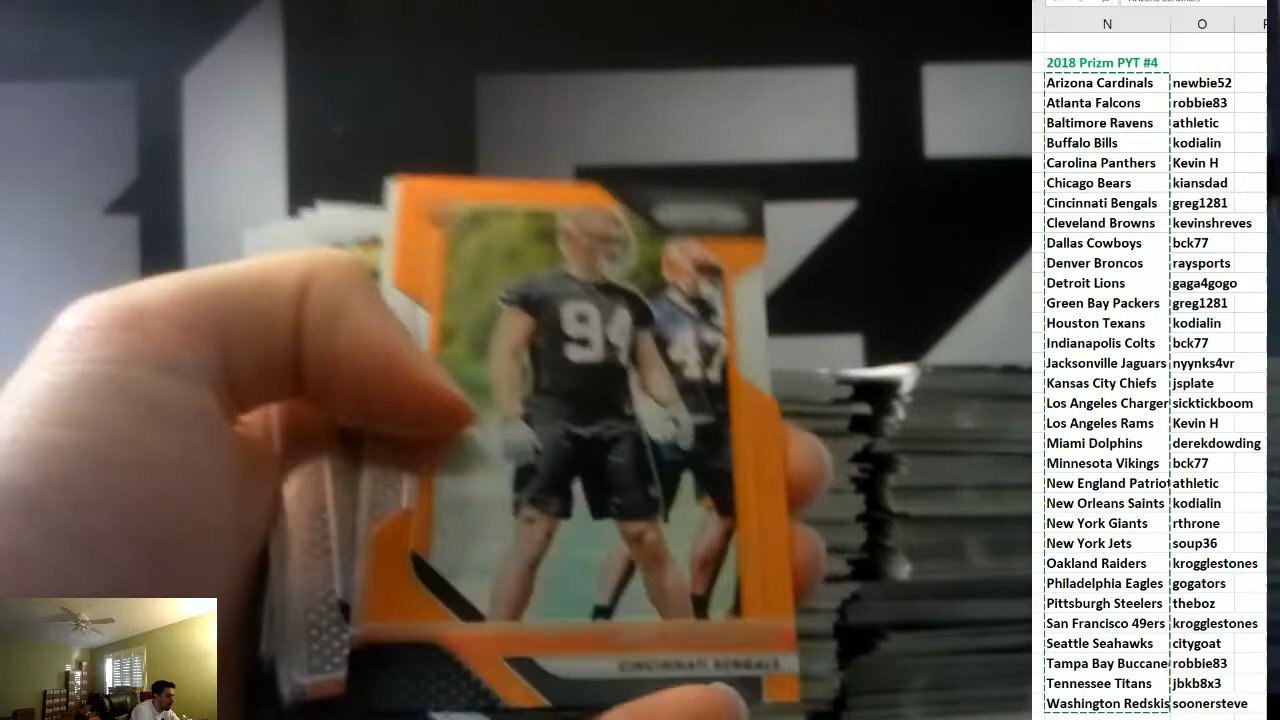 N O
2018 Prizm PYT #4
Arizona Cardinals newbie52
Atlanta Falcons robbie83
Baltimore Ravens athletic
Buffalo Bills kodialin
Carolina Panthers Kevin H
Chicago Bears kiansdad
Cincinnati Bengals greg1281
Cleveland Browns kevinshreves
Dallas Cowboys bck77
Denver Broncos raysports
Detroit Lions gaga4gogo
Green Bay Packers greg1281
Houston Texans kodialin
Indianapolis Colts bck77
Jacksonville Jaguars nyynks4vr
Kansas City Chiefs jsplate
Los Angeles Charger sicktickboom
Los Angeles Rams Kevin H
Miami Dolphins derekdowding
Minnesota Vikings bck77
New England Patriot athletic
New Orleans Saints kodialin
New York Giants rthrone
New York Jets soup36
Oakland Raiders krogglestones
Philadelphia Eagles gogators
Pittsburgh Steelers theboz
San Francisco 49ers krogglestones
Seattle Seahawks citygoat
Tampa Bay Buccane robbie83
Tennessee Titans jbkb8x3
Washington Redskis soonersteve
94
47
CINCINNATI BENGALS